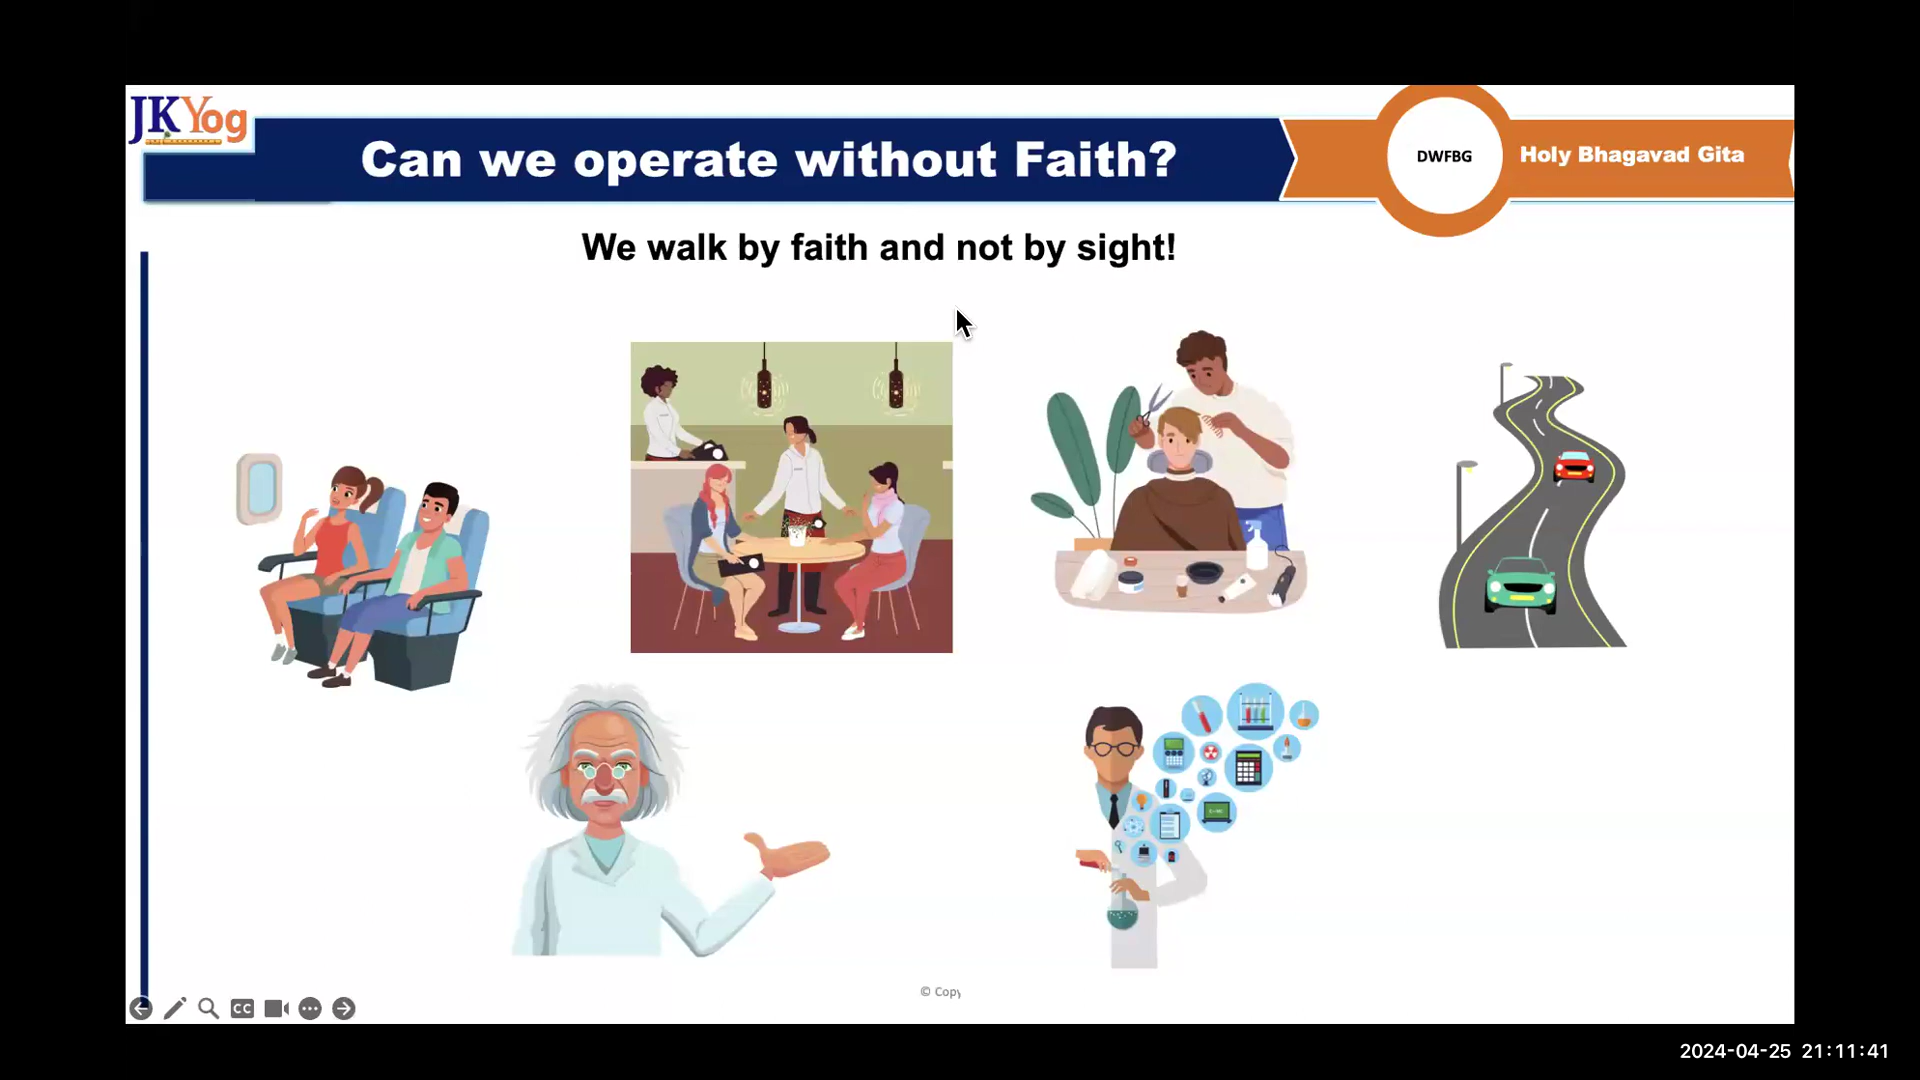 JKYog
Can we operate without Faith?
DWFBG
Holy Bhagavad Gita
We walk by faith and not by sight!
© Copy
CC
2024-04-25 21:11:41